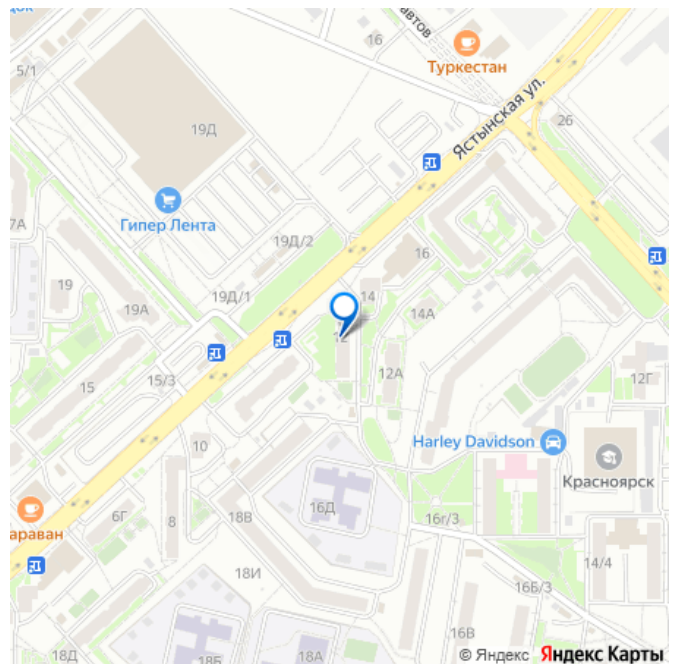 док
автов
16
Туркестан
5/1
Ястынская ул.
26
19Д
Гипер Лента
7А
19Д/2
16
19
19Д/1
14
19А
14А
12
15/3
15
12А
12Г
10
Harley Davidson
Красноярск
16Д
араван
6Г
8
18В
16г/3
14/4
18И
16Б/3
16В
18Д
18Б
18А
© Яндекс Яндекс Карты